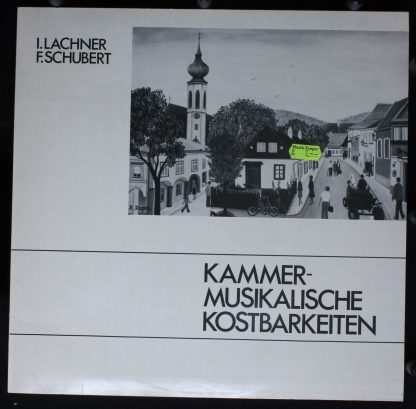 I. LACHNER
F. SCHUBERT
KAMMER-
MUSIKALISCHE
KOSTBARKEITEN